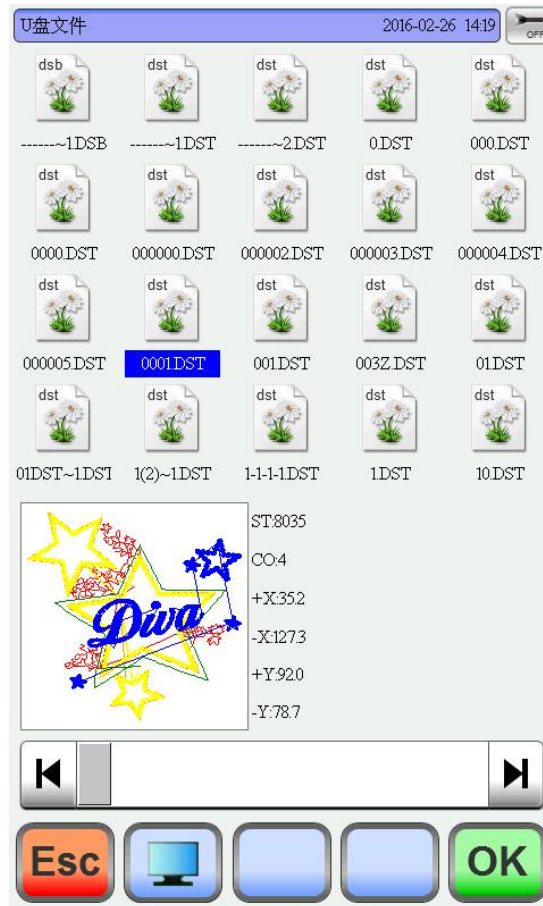 U盘文件 2016-02-26 14:19 OFF
dsb dst dst dst dst
------~1.DSB ------~1.DST ------~2.DST 0.DST 000.DST
dst dst dst dst dst
0000.DST 000000.DST 000002.DST 000003.DST 000004.DST
dst dst dst dst dst
000005.DST 0001.DST 001.DST 003Z.DST 01.DST
dst dst dst dst dst
01DST~1.DST 1(2)~1.DST 1-1-1-1.DST 1.DST 10.DST
Diva
ST:8035
CO:4
+X:35.2
-X:127.3
+Y:92.0
-Y:78.7
Esc OK